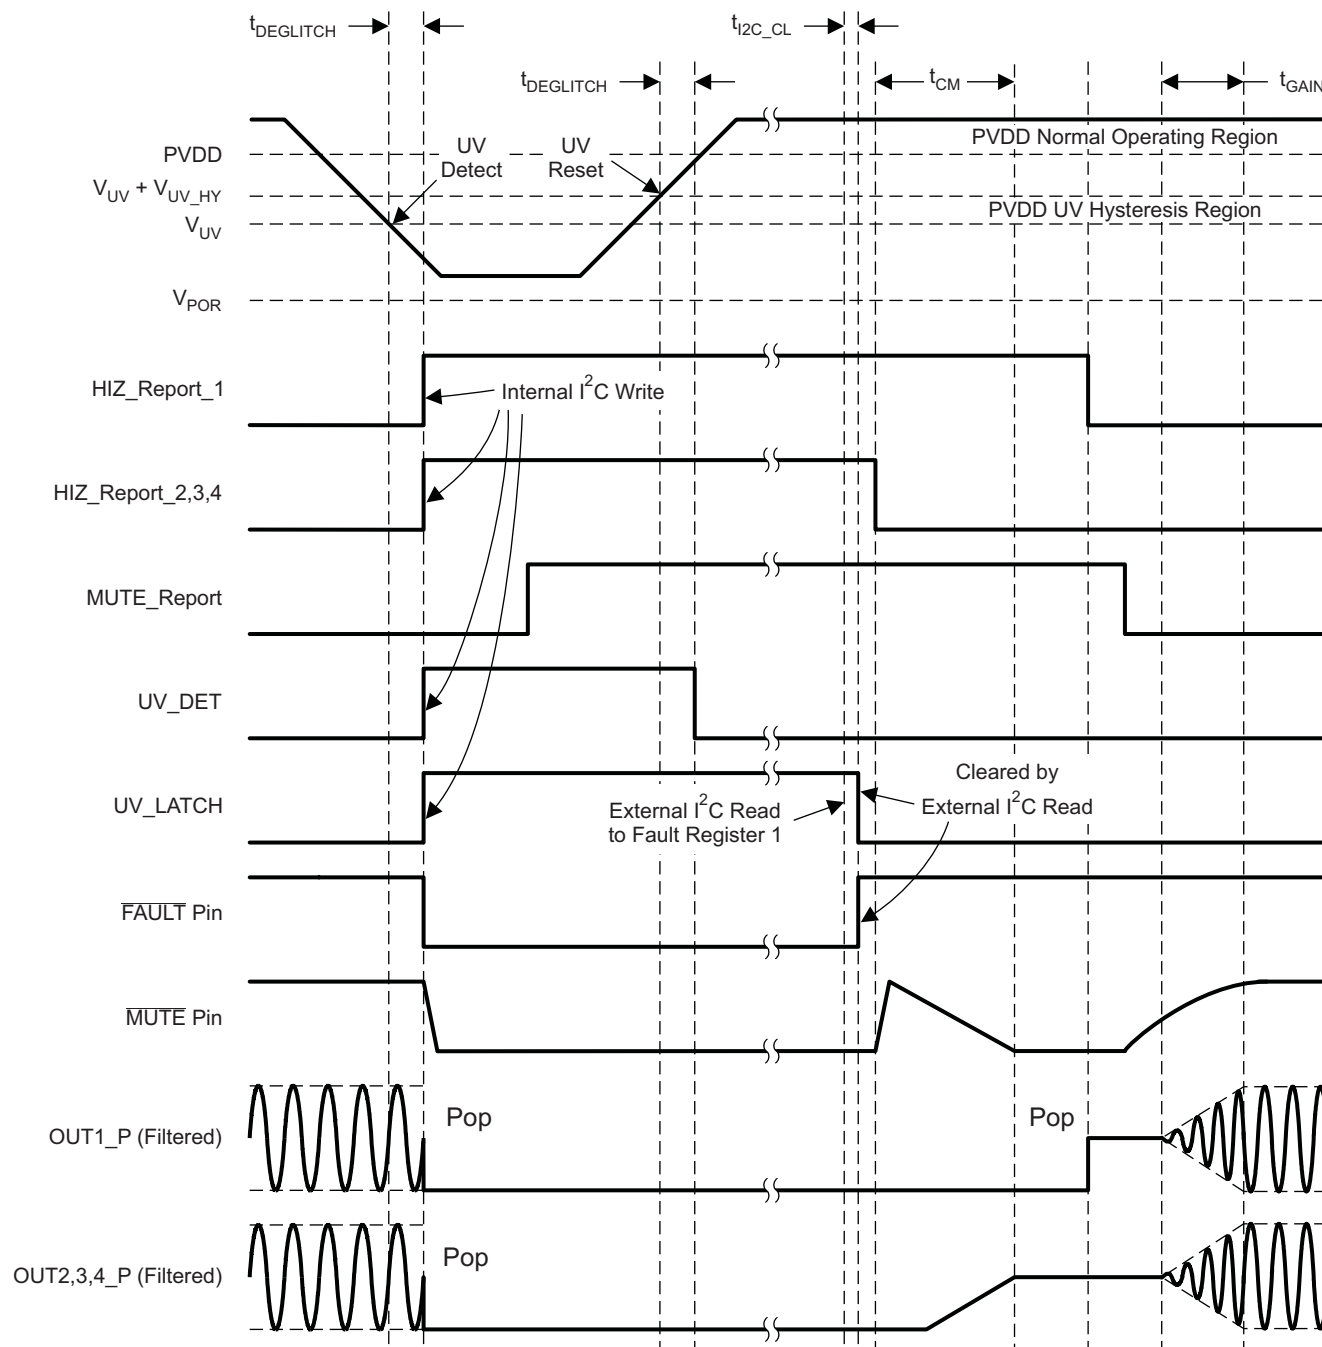 tDEGLITCH
tI2C_CL
tDEGLITCH
tCM
tGAIN
PVDD
UV
Detect
UV
Reset
PVDD Normal Operating Region
VUV + VUV_HY
PVDD UV Hysteresis Region
VUV
VPOR
HIZ_Report_1
Internal I2C Write
HIZ_Report_2,3,4
MUTE_Report
UV_DET
UV_LATCH
External I2C Read
to Fault Register 1
Cleared by
External I2C Read
FAULT Pin
MUTE Pin
Pop
Pop
OUT1_P (Filtered)
Pop
OUT2,3,4_P (Filtered)